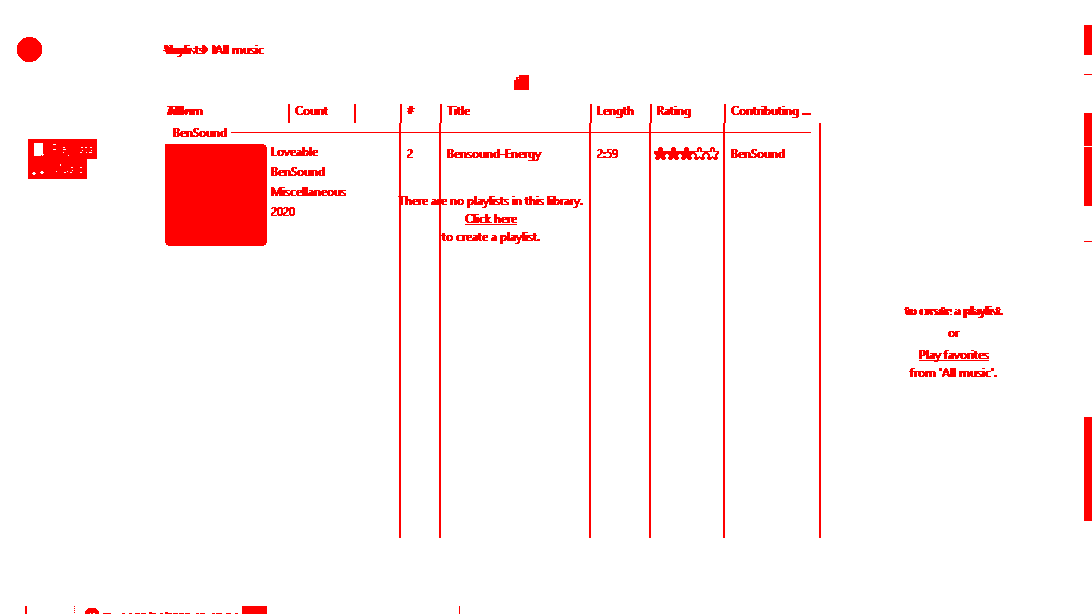 All music
Count # Title Length Rating Contributing ...
BenSound
Loveable 2 Bensound-Energy 2:59 BenSound
BenSound
Miscellaneous
2020
There are no playlists in this library.
Click here
to create a playlist.
to create a playlist.
or
Play favorites
from 'All music'.